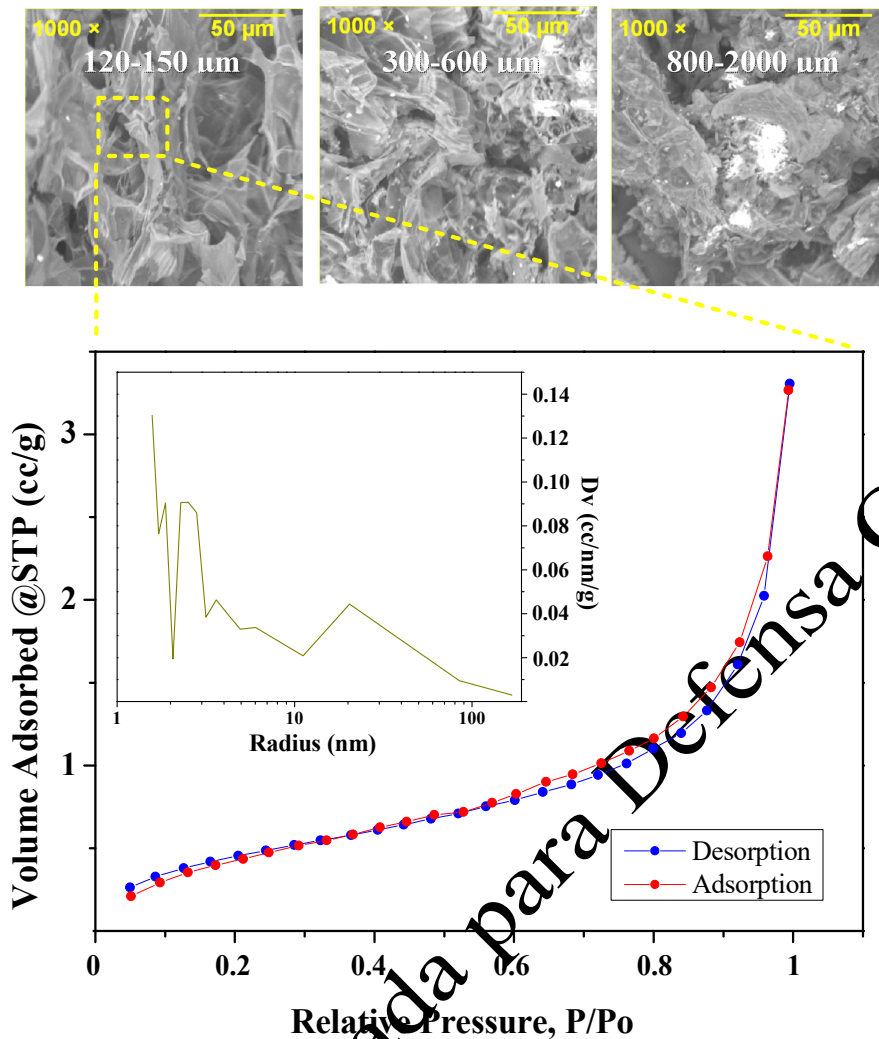 1000 ×
50 µm
120-150 µm
1000 ×
50 µm
300-600 µm
1000 ×
50 µm
800-2000 µm
Volume Adsorbed @STP (cc/g)
3
2
1
0.14
0.12
0.10
0.08
0.06
0.04
0.02
Dv (cc/nm/g)
1
10
100
Radius (nm)
Desorption
Adsorption
0
0.2
0.4
0.6
0.8
1
Relative Pressure, P/Po
ada para Defensa